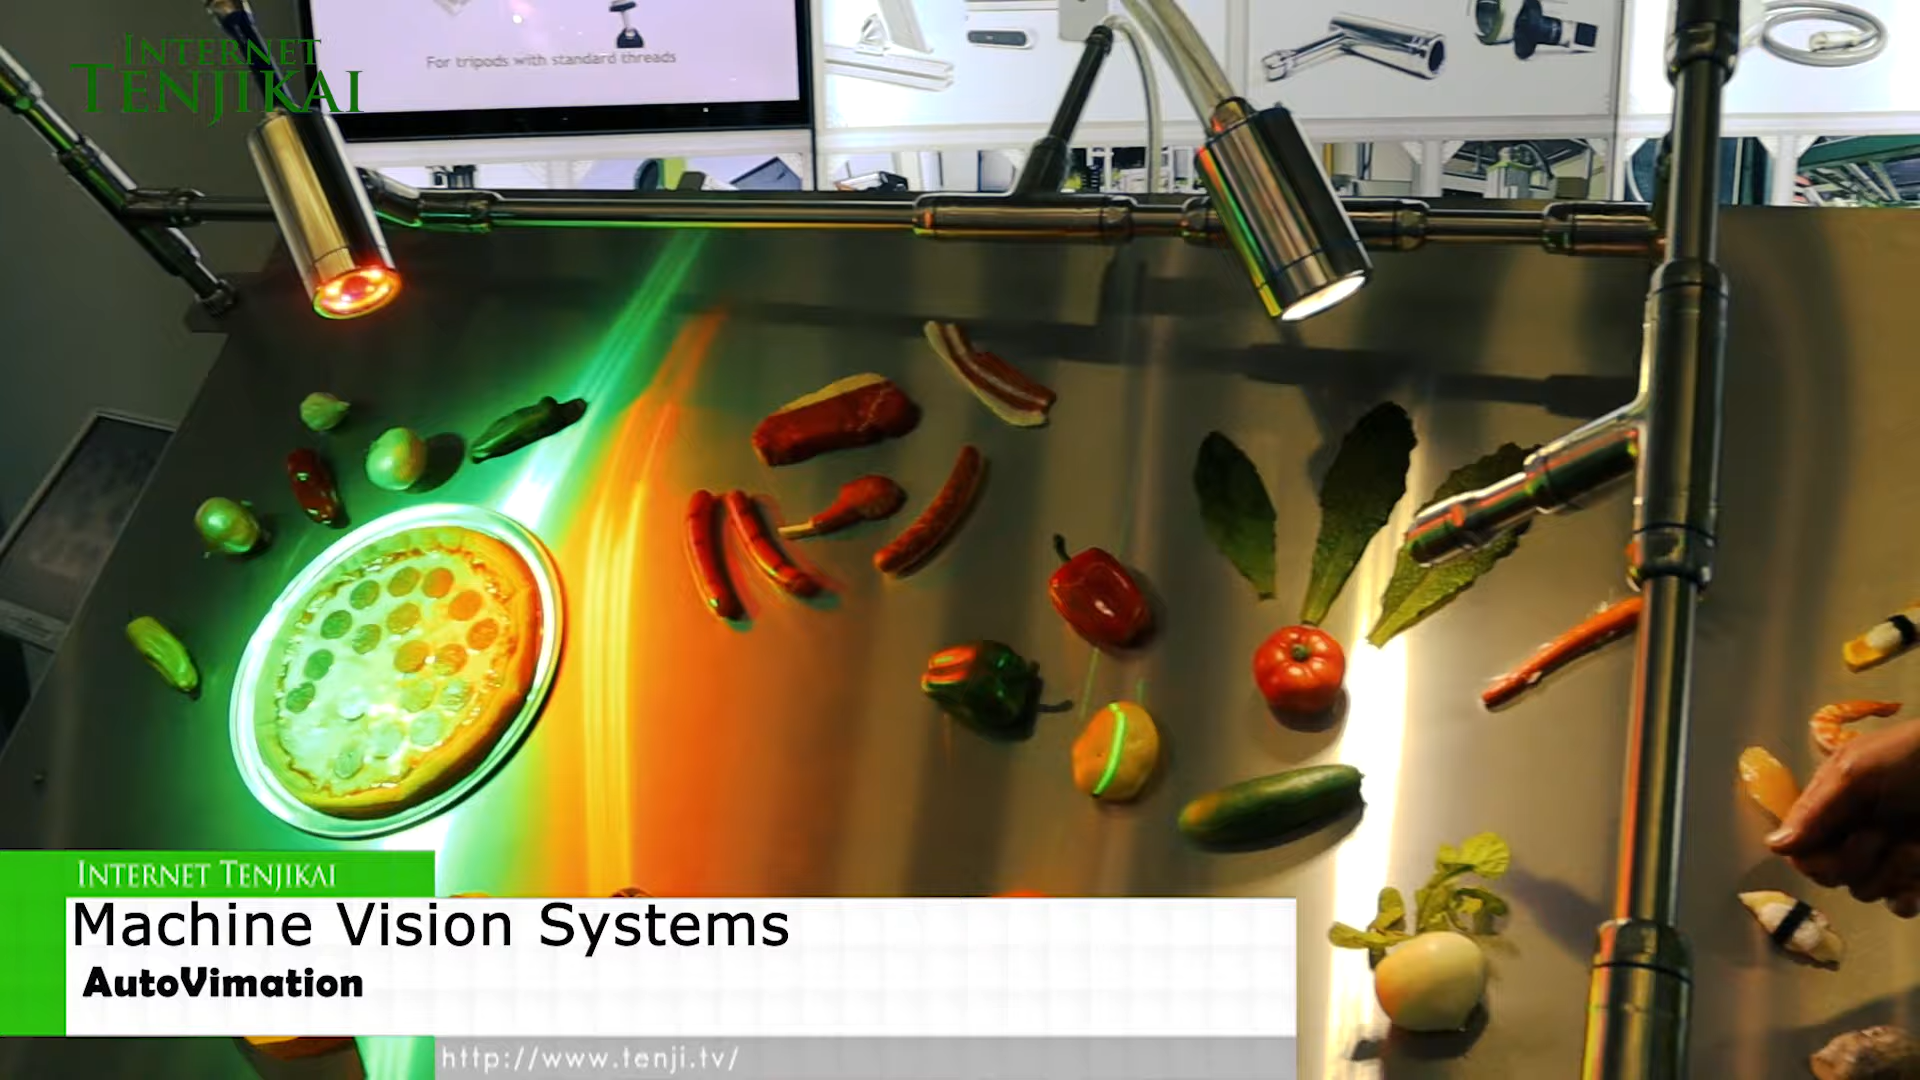 For tripods with standard threads
INTERNET
TENJIKAI
INTERNET TENJIKAI
Machine Vision Systems
AutoVimation
http://www.tenji.tv/